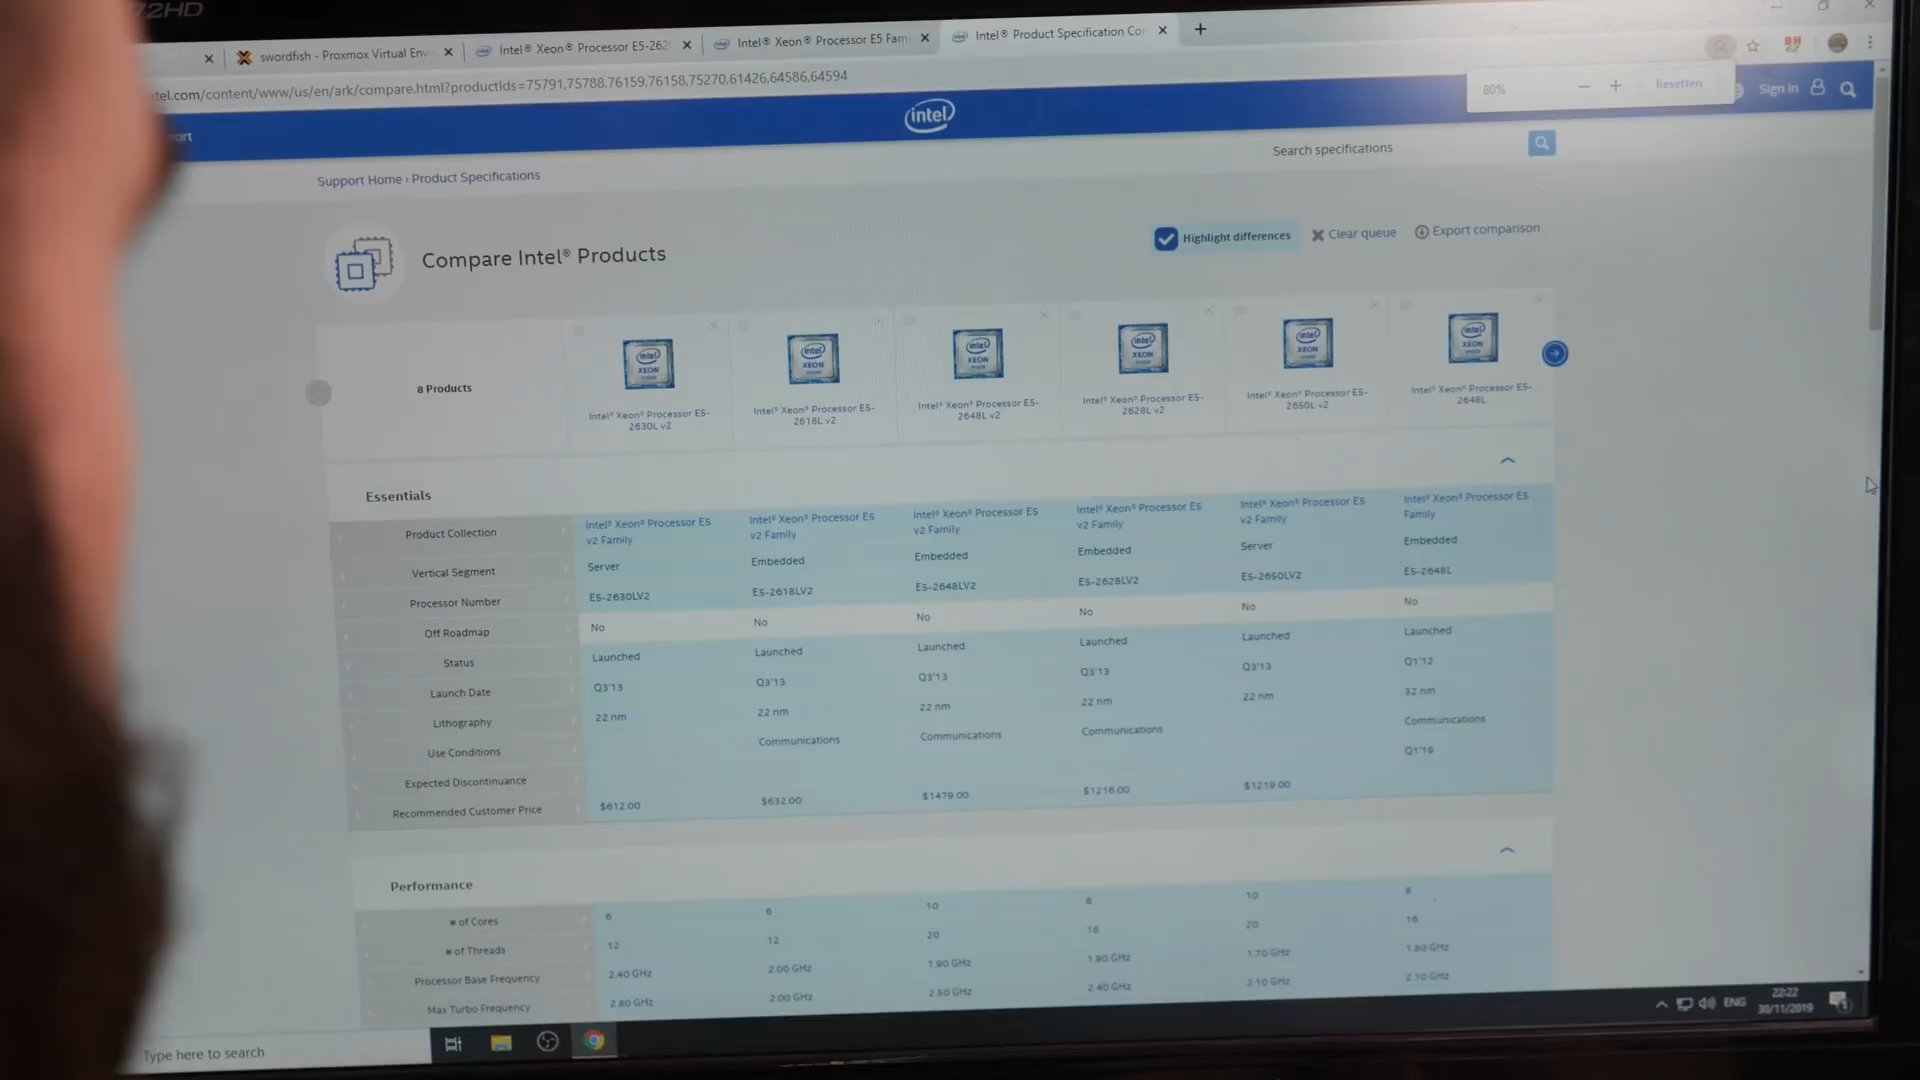 72HD
swordfish - Proxmox Virtual Envi
Intel® Xeon® Processor E5-262
Intel® Xeon® Processor E5 Fam
Intel® Product Specification Co
tel.com/content/www/us/en/ark/compare.html?productIds=75791,75788,76159,76158,75270,61426,64586,64594
80%
Resetten
port
intel
Sign In
Search specifications
Support Home › Product Specifications
Compare Intel® Products
Highlight differences
Clear queue
Export comparison
8 Products
Intel® Xeon® Processor E5-
2630L v2
Intel® Xeon® Processor E5-
2618L v2
Intel® Xeon® Processor E5-
2648L v2
Intel® Xeon® Processor E5-
2628L v2
Intel® Xeon® Processor E5-
2650L v2
Intel® Xeon® Processor E5-
2648L
Essentials
Product Collection Intel® Xeon® Processor E5 v2 Family Intel® Xeon® Processor E5 v2 Family Intel® Xeon® Processor E5 v2 Family Intel® Xeon® Processor E5 v2 Family Intel® Xeon® Processor E5 v2 Family Intel® Xeon® Processor E5 Family
Vertical Segment Server Embedded Embedded Embedded Server Embedded
Processor Number E5-2630LV2 E5-2618LV2 E5-2648LV2 E5-2628LV2 E5-2650LV2 E5-2648L
Off Roadmap No No No No No No
Status Launched Launched Launched Launched Launched Launched
Launch Date Q3'13 Q3'13 Q3'13 Q3'13 Q3'13 Q1'12
Lithography 22 nm 22 nm 22 nm 22 nm 22 nm 32 nm
Use Conditions Communications Communications Communications Communications
Expected Discontinuance Q1'19
Recommended Customer Price $612.00 $632.00 $1479.00 $1216.00 $1219.00
Performance
# of Cores 6 6 10 8 10 8
# of Threads 12 12 20 16 20 16
Processor Base Frequency 2.40 GHz 2.00 GHz 1.90 GHz 1.90 GHz 1.70 GHz 1.80 GHz
Max Turbo Frequency 2.80 GHz 2.00 GHz 2.50 GHz 2.40 GHz 2.10 GHz 2.10 GHz
Type here to search
ENG
22:22
30/11/2019